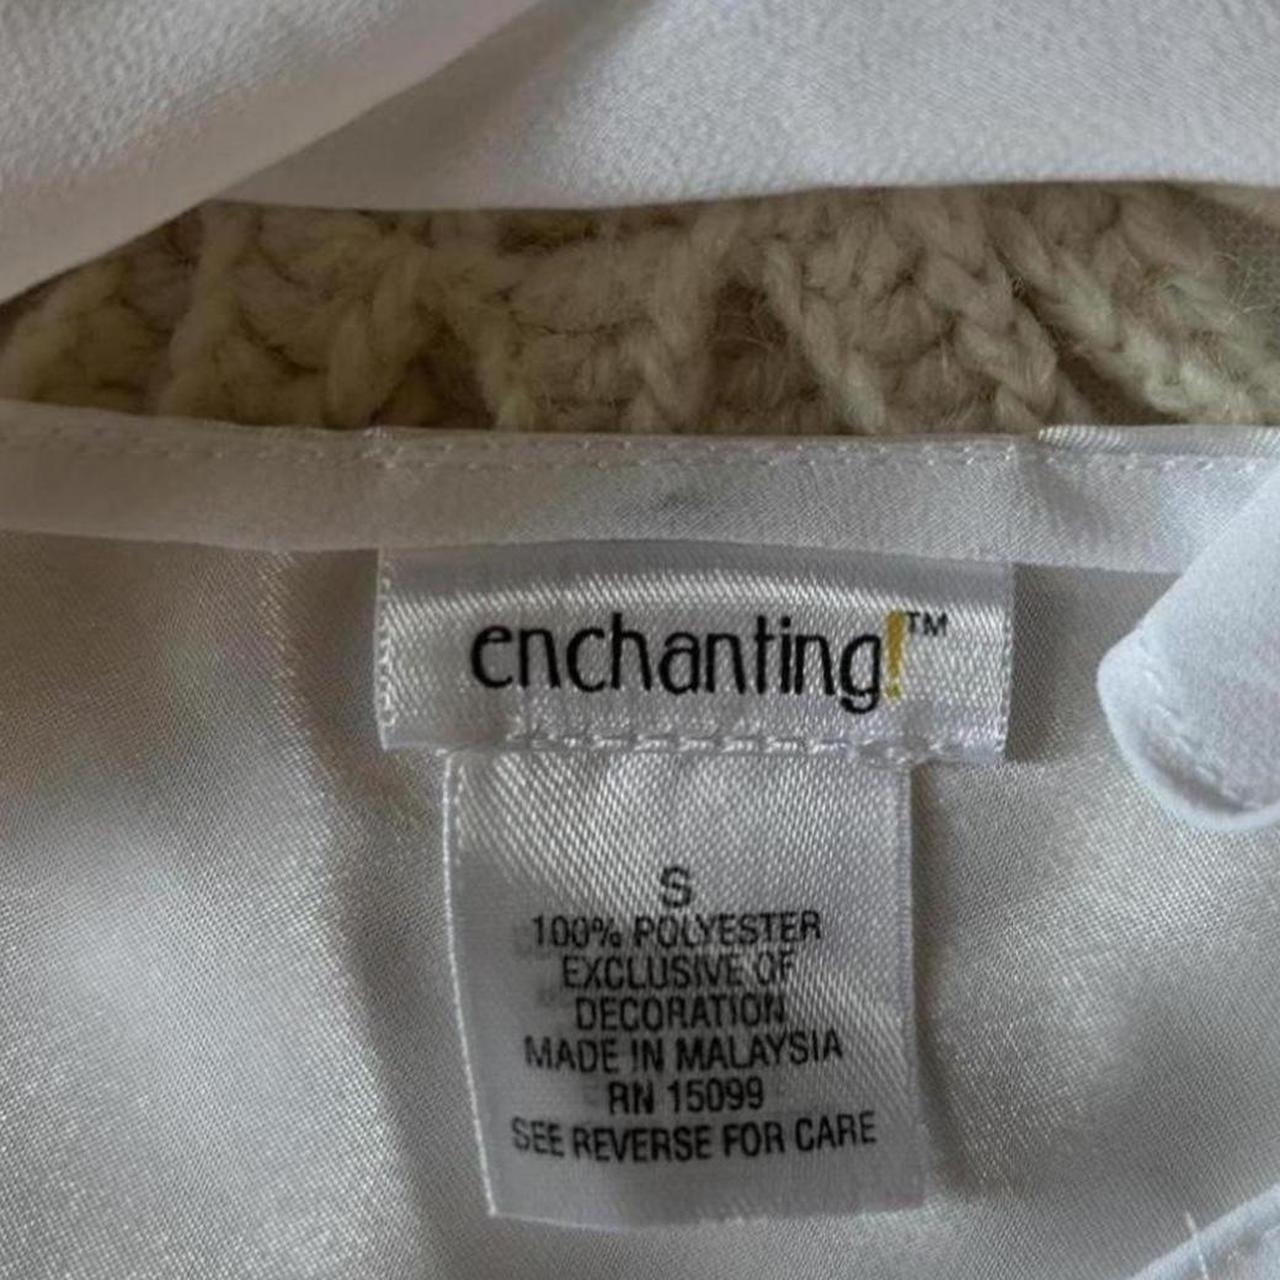 enchanting!™
S
100% POLYESTER
EXCLUSIVE OF
DECORATION
MADE IN MALAYSIA
RN 15099
SEE REVERSE FOR CARE